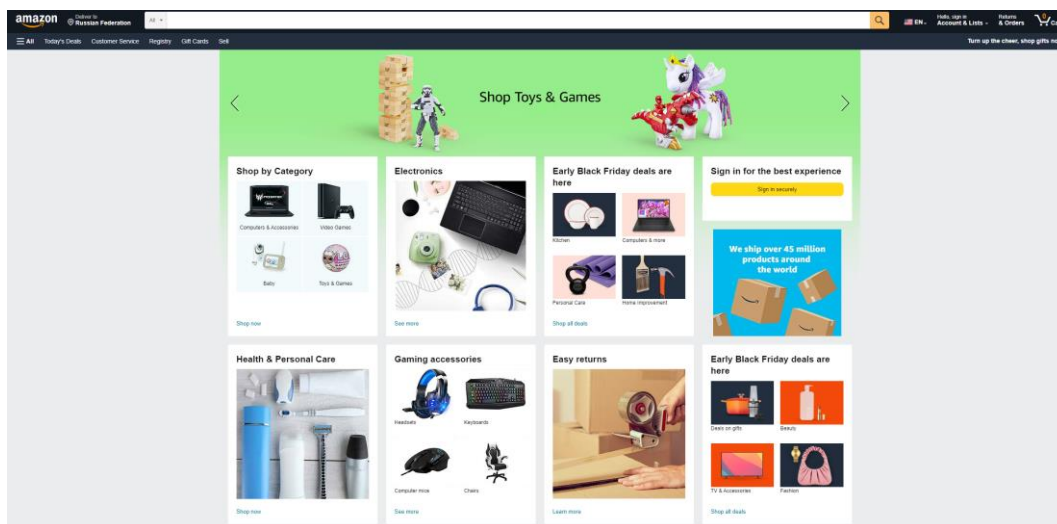 amazon
Deliver to
Russian Federation
All
EN
Hello, sign in
Account & Lists
Returns
& Orders
0
All
Today's Deals
Customer Service
Registry
Gift Cards
Sell
Turn up the cheer, shop gifts
Shop Toys & Games
Shop by Category
Computers & Accessories
Video Games
Baby
Toys & Games
Shop now
Electronics
See more
Early Black Friday deals are
here
Kitchen
Computers & more
Personal Care
Home Improvement
Shop all deals
Sign in for the best experience
Sign in securely
We ship over 45 million
products around
the world
Health & Personal Care
Shop now
Gaming accessories
Headsets
Keyboards
Computer mice
Chairs
See more
Easy returns
Learn more
Early Black Friday deals are
here
Deals on gifts
Beauty
TV & Accessories
Fashion
Shop all deals